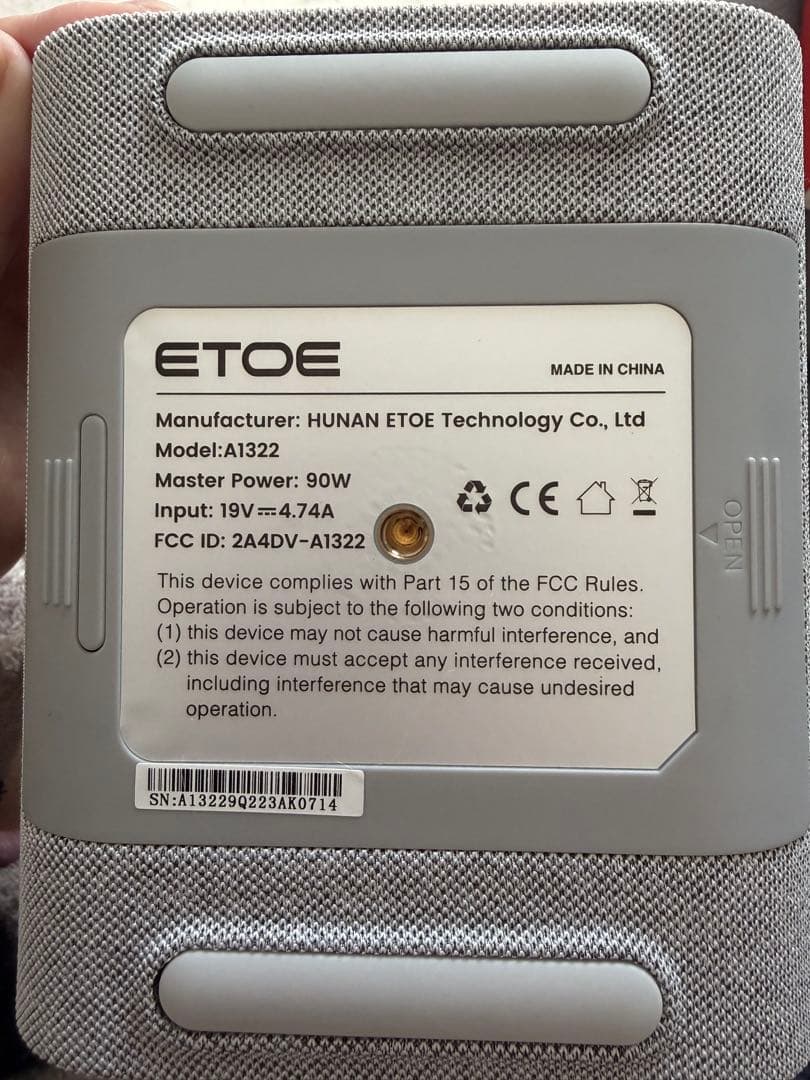 ETOE
MADE IN CHINA
Manufacturer: HUNAN ETOE Technology Co., Ltd
Model:A1322
Master Power: 90W
Input: 19V⎓4.74A
FCC ID: 2A4DV-A1322
CE
OPEN
This device complies with Part 15 of the FCC Rules.
Operation is subject to the following two conditions:
(1) this device may not cause harmful interference, and
(2) this device must accept any interference received,
including interference that may cause undesired
operation.
SN:A13229Q223AK0714